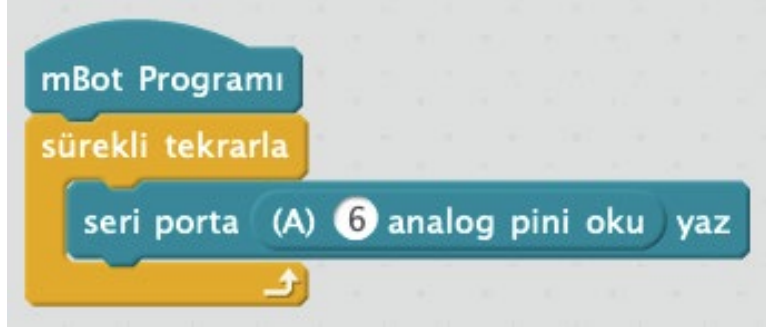 mBot Programı
sürekli tekrarla
seri porta (A) 6 analog pini oku yaz